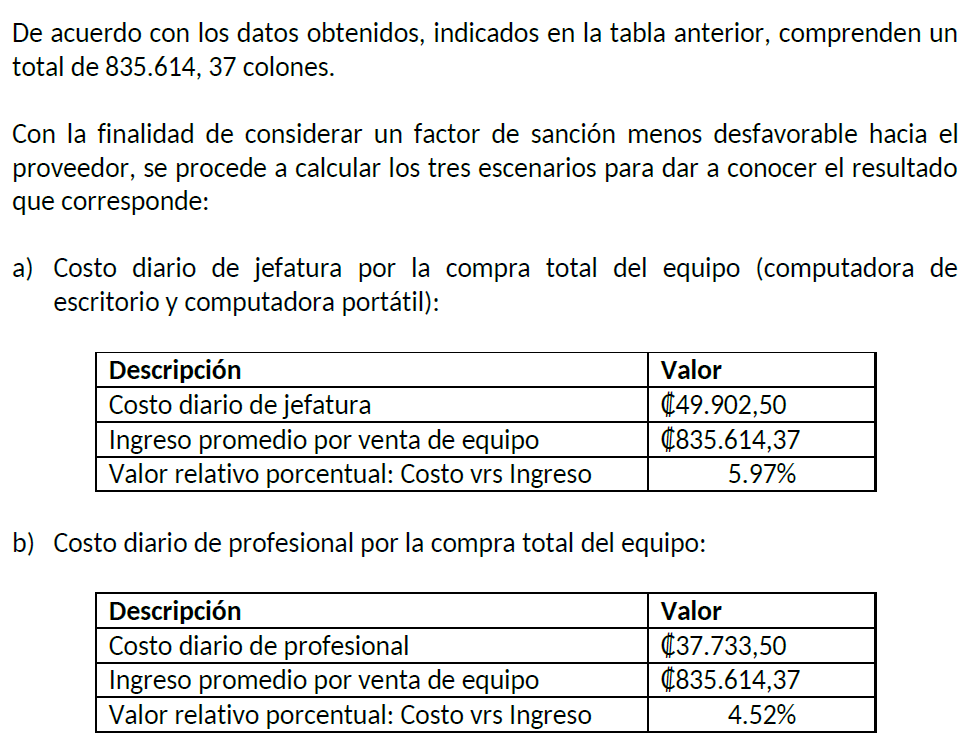 De acuerdo con los datos obtenidos, indicados en la tabla anterior, comprenden un
total de 835.614, 37 colones.
Con la finalidad de considerar un factor de sanción menos desfavorable hacia el
proveedor, se procede a calcular los tres escenarios para dar a conocer el resultado
que corresponde:
a) Costo diario de jefatura por la compra total del equipo (computadora de
escritorio y computadora portátil):
Descripción Valor
Costo diario de jefatura ₡49.902,50
Ingreso promedio por venta de equipo ₡835.614,37
Valor relativo porcentual: Costo vrs Ingreso 5.97%
b) Costo diario de profesional por la compra total del equipo:
Descripción Valor
Costo diario de profesional ₡37.733,50
Ingreso promedio por venta de equipo ₡835.614,37
Valor relativo porcentual: Costo vrs Ingreso 4.52%